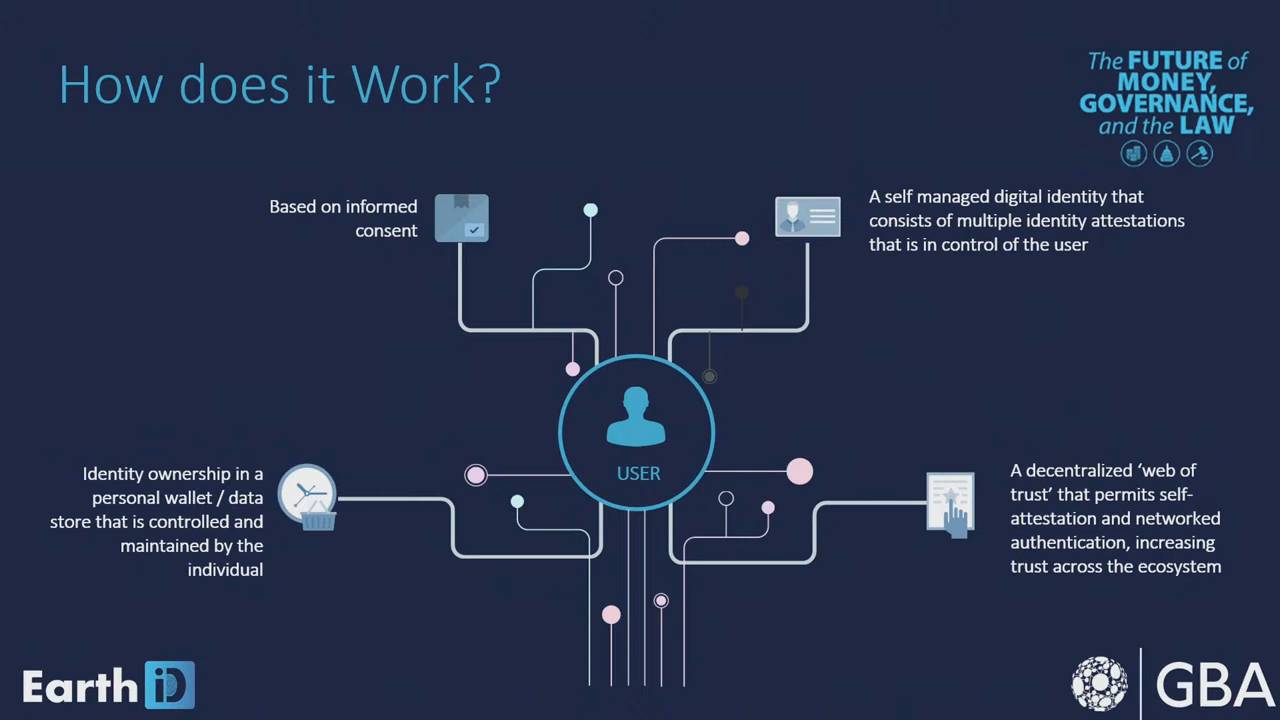 How does it Work?
The FUTURE of
MONEY,
GOVERNANCE,
and the LAW
Based on informed
consent
A self managed digital identity that
consists of multiple identity attestations
that is in control of the user
USER
Identity ownership in a
personal wallet / data
store that is controlled and
maintained by the
individual
A decentralized ‘web of
trust’ that permits self-
attestation and networked
authentication, increasing
trust across the ecosystem
Earth iD
GBA